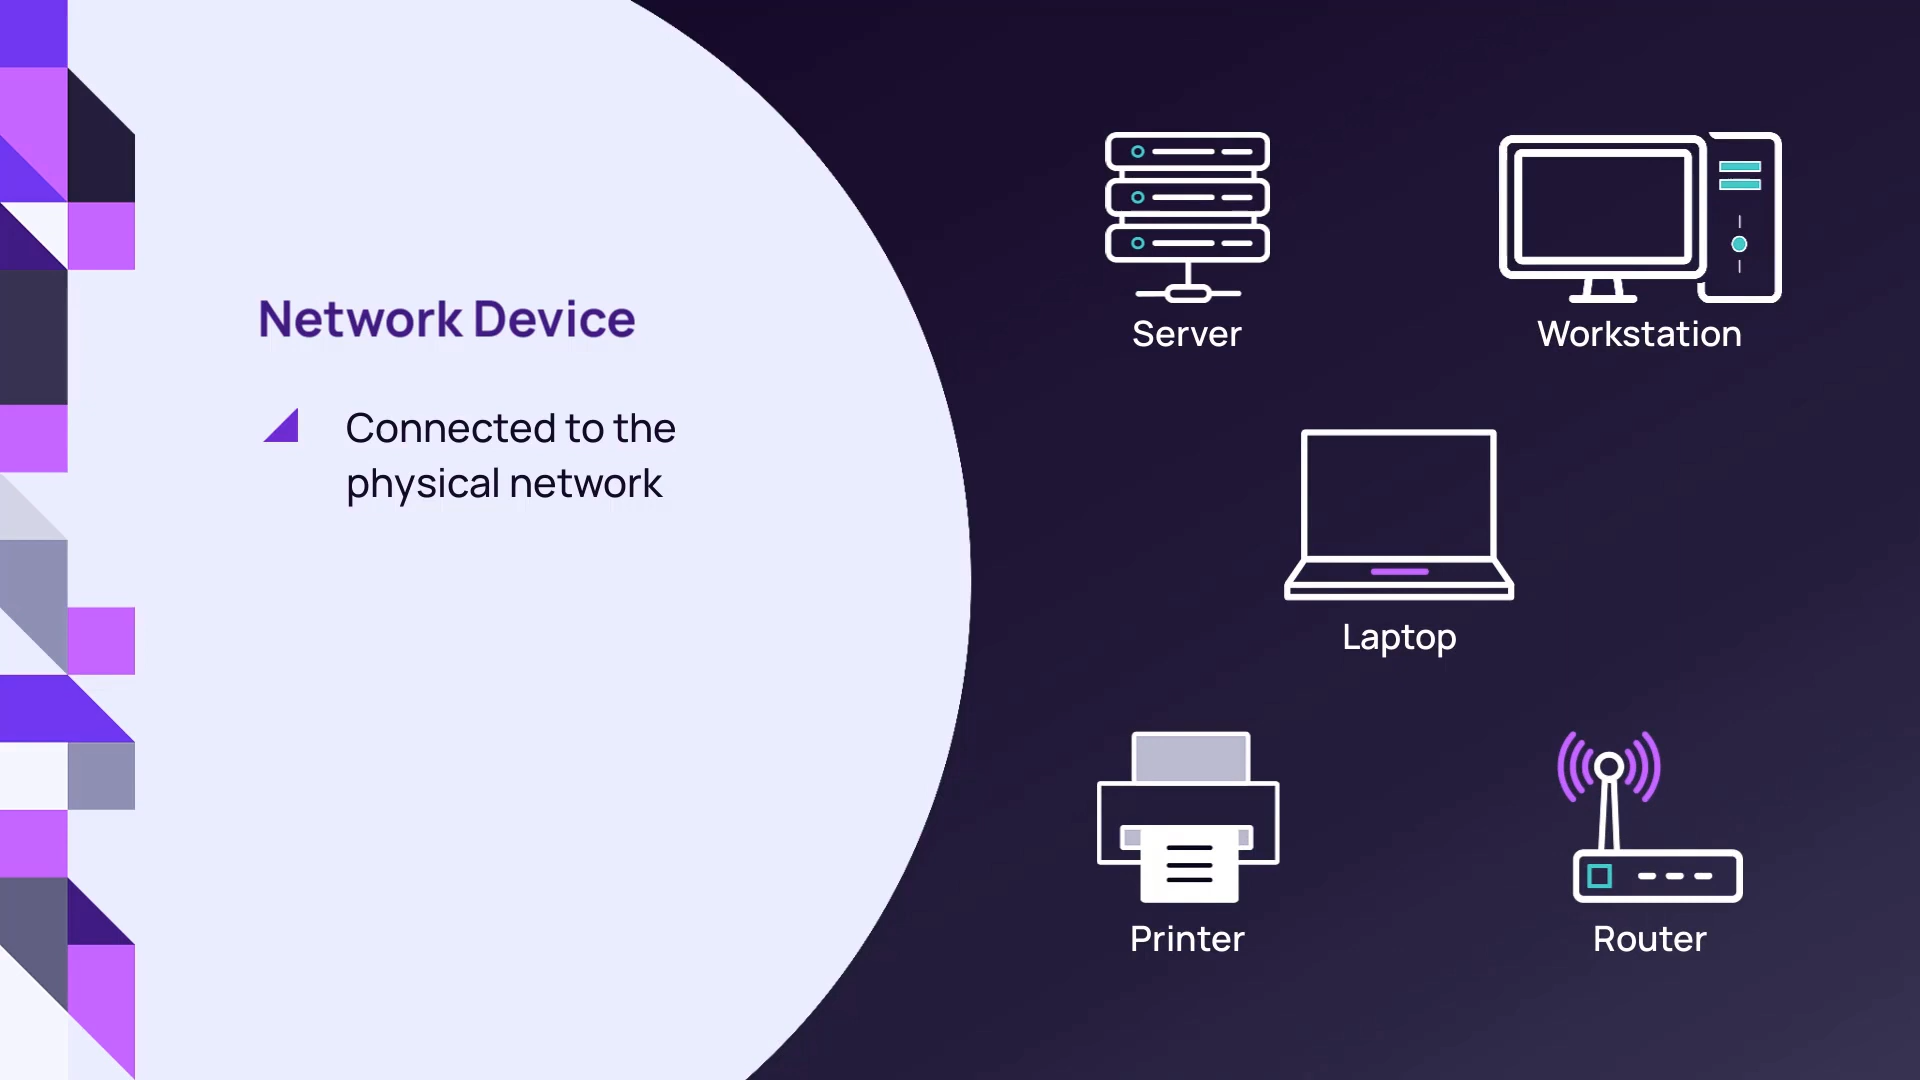 Network Device
Connected to the
physical network
Server
Workstation
Laptop
Printer
Router